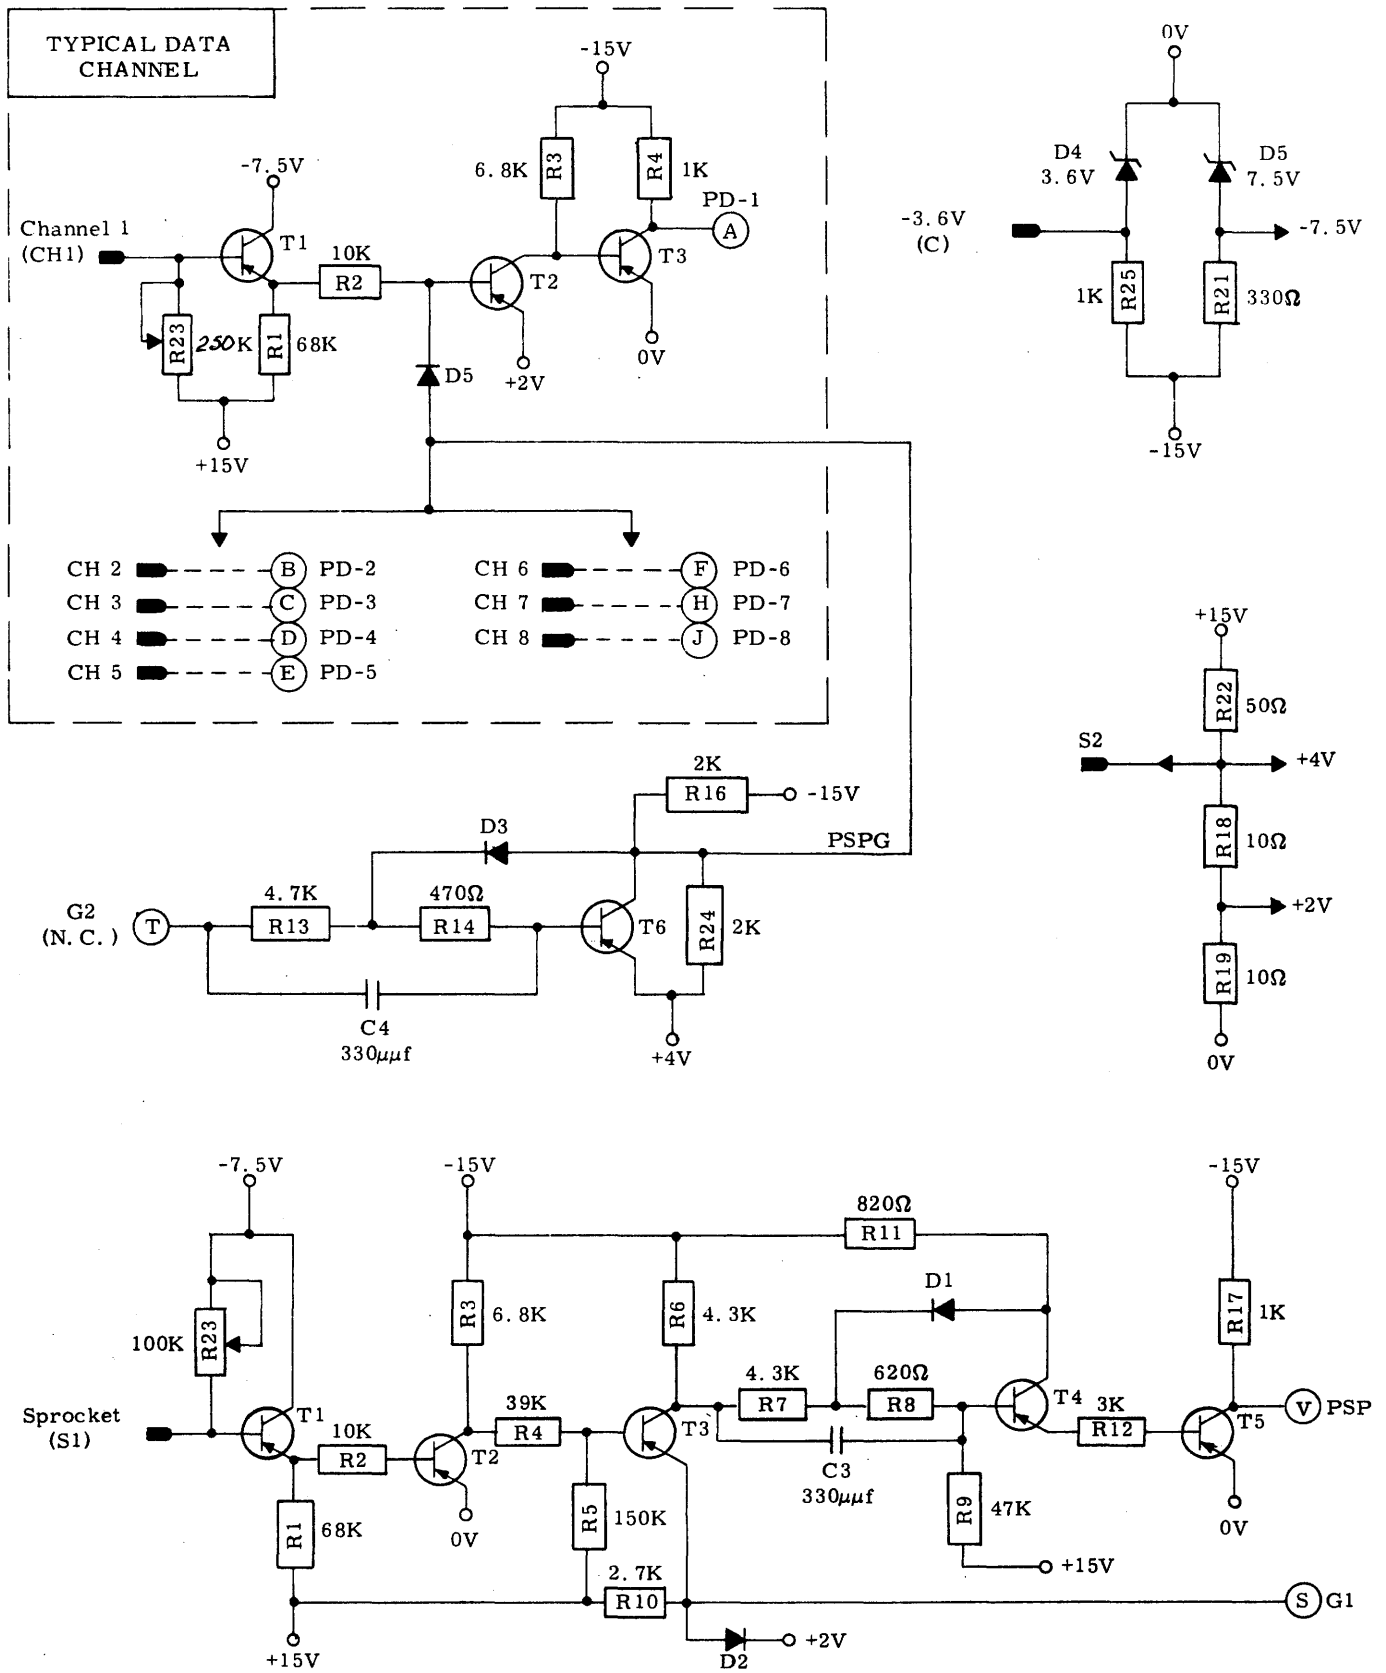 TYPICAL DATA
CHANNEL
-15V
-7.5V
6.8K
R3
R4
1K
PD-1
A
Channel 1
(CH1)
T1
10K
R2
T2
T3
R23
250K
R1
68K
D5
+2V
0V
+15V
CH 2
B
PD-2
CH 3
C
PD-3
CH 4
D
PD-4
CH 5
E
PD-5
CH 6
F
PD-6
CH 7
H
PD-7
CH 8
J
PD-8
0V
D4
3.6V
D5
7.5V
-3.6V
(C)
-7.5V
1K
R25
R21
330Ω
-15V
+15V
R22
50Ω
S2
+4V
R18
10Ω
+2V
R19
10Ω
0V
2K
R16
-15V
D3
PSPG
G2
(N.C.)
T
4.7K
R13
470Ω
R14
T6
R24
2K
C4
330μμf
+4V
-7.5V
-15V
-15V
820Ω
R11
D1
100K
R23
R3
6.8K
R6
4.3K
R17
1K
Sprocket
(S1)
T1
10K
R2
T2
39K
R4
T3
4.3K
R7
620Ω
R8
T4
3K
R12
T5
V
PSP
C3
330μμf
R1
68K
0V
R5
150K
R9
47K
0V
+15V
2.7K
R10
S
G1
+15V
D2
+2V